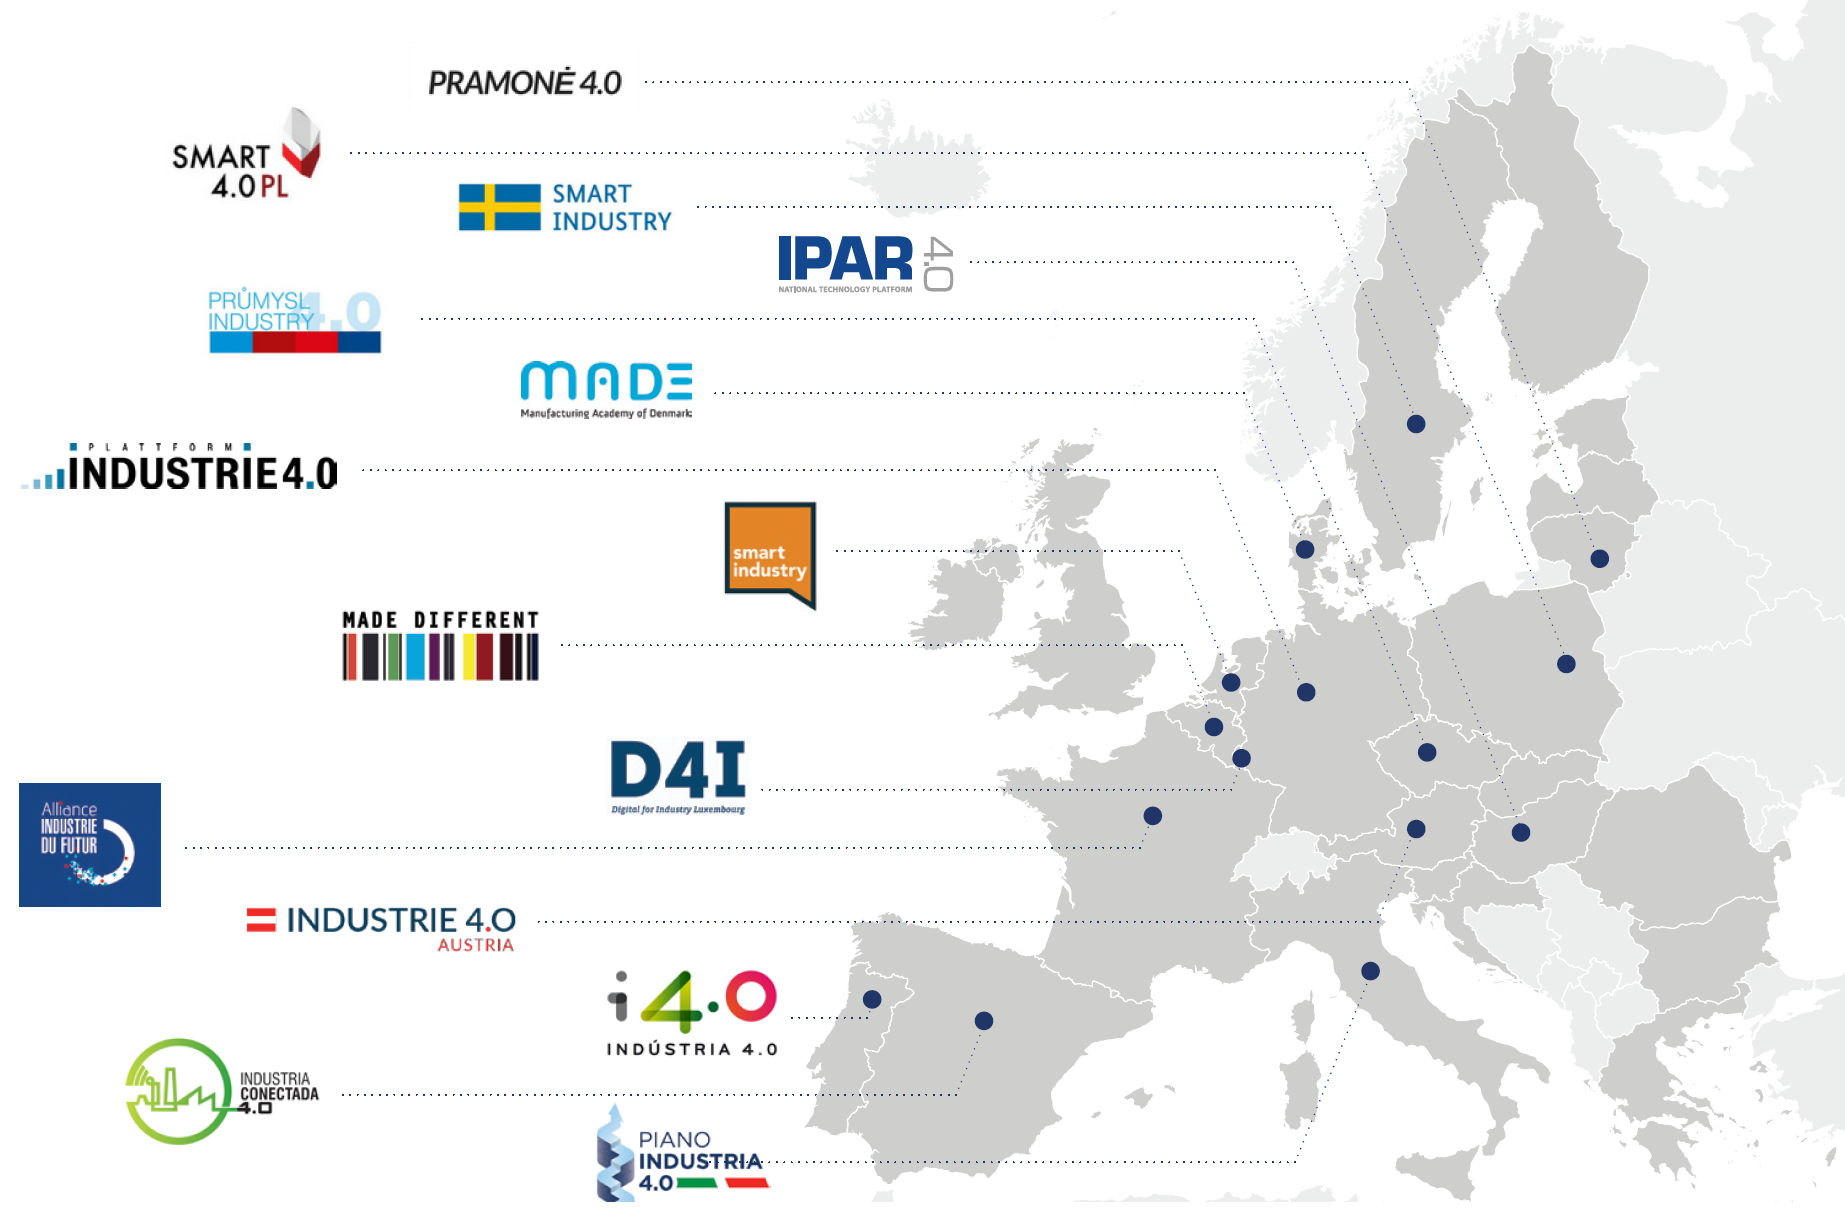 PRAMONĖ 4.0
SMART
4.0 PL
SMART
INDUSTRY
IPAR 4.0
NATIONAL TECHNOLOGY PLATFORM
PRŮMYSL 4.0
INDUSTRY
MADE
Manufacturing Academy of Denmark
PLATTFORM
INDUSTRIE 4.0
smart
industry
MADE DIFFERENT
D4I
Digital for Industry Luxembourg
Alliance
INDUSTRIE
DU FUTUR
INDUSTRIE 4.0
AUSTRIA
i4.0
INDÚSTRIA 4.0
INDUSTRIA
CONECTADA
4.0
PIANO
INDUSTRIA
4.0